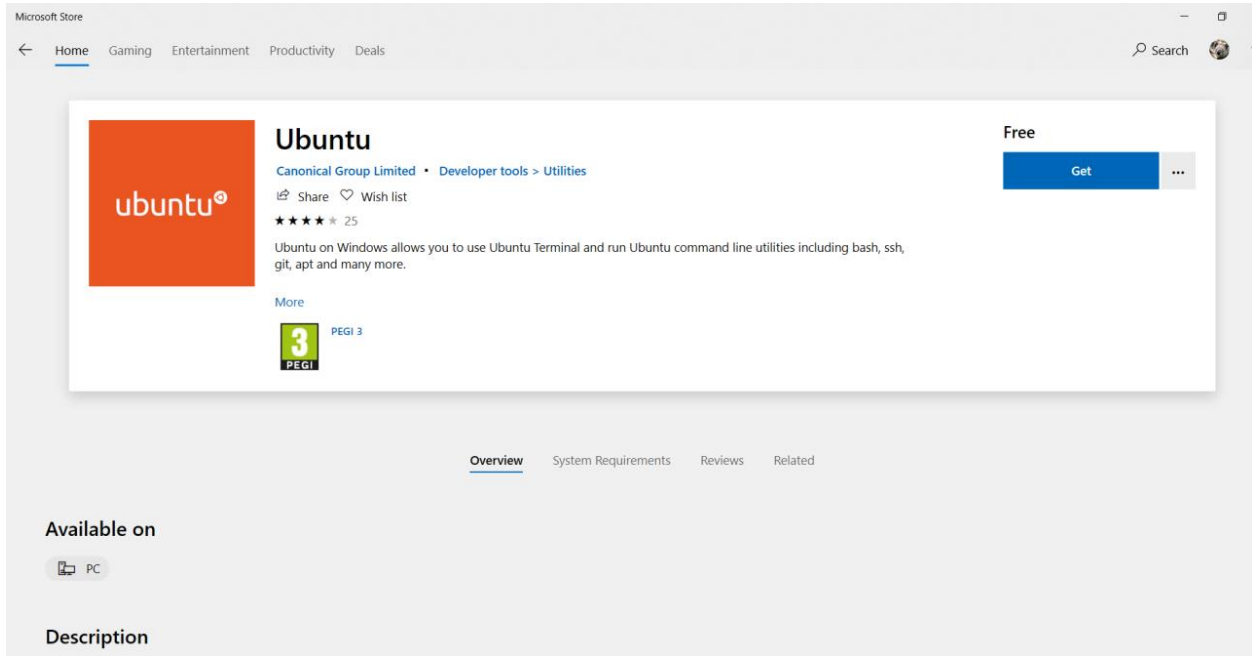 Microsoft Store
Home Gaming Entertainment Productivity Deals Search
ubuntu
Ubuntu
Canonical Group Limited • Developer tools > Utilities
Share Wish list
25
Ubuntu on Windows allows you to use Ubuntu Terminal and run Ubuntu command line utilities including bash, ssh,
git, apt and many more.
More
3
PEGI
PEGI 3
Free
Get
Overview System Requirements Reviews Related
Available on
PC
Description